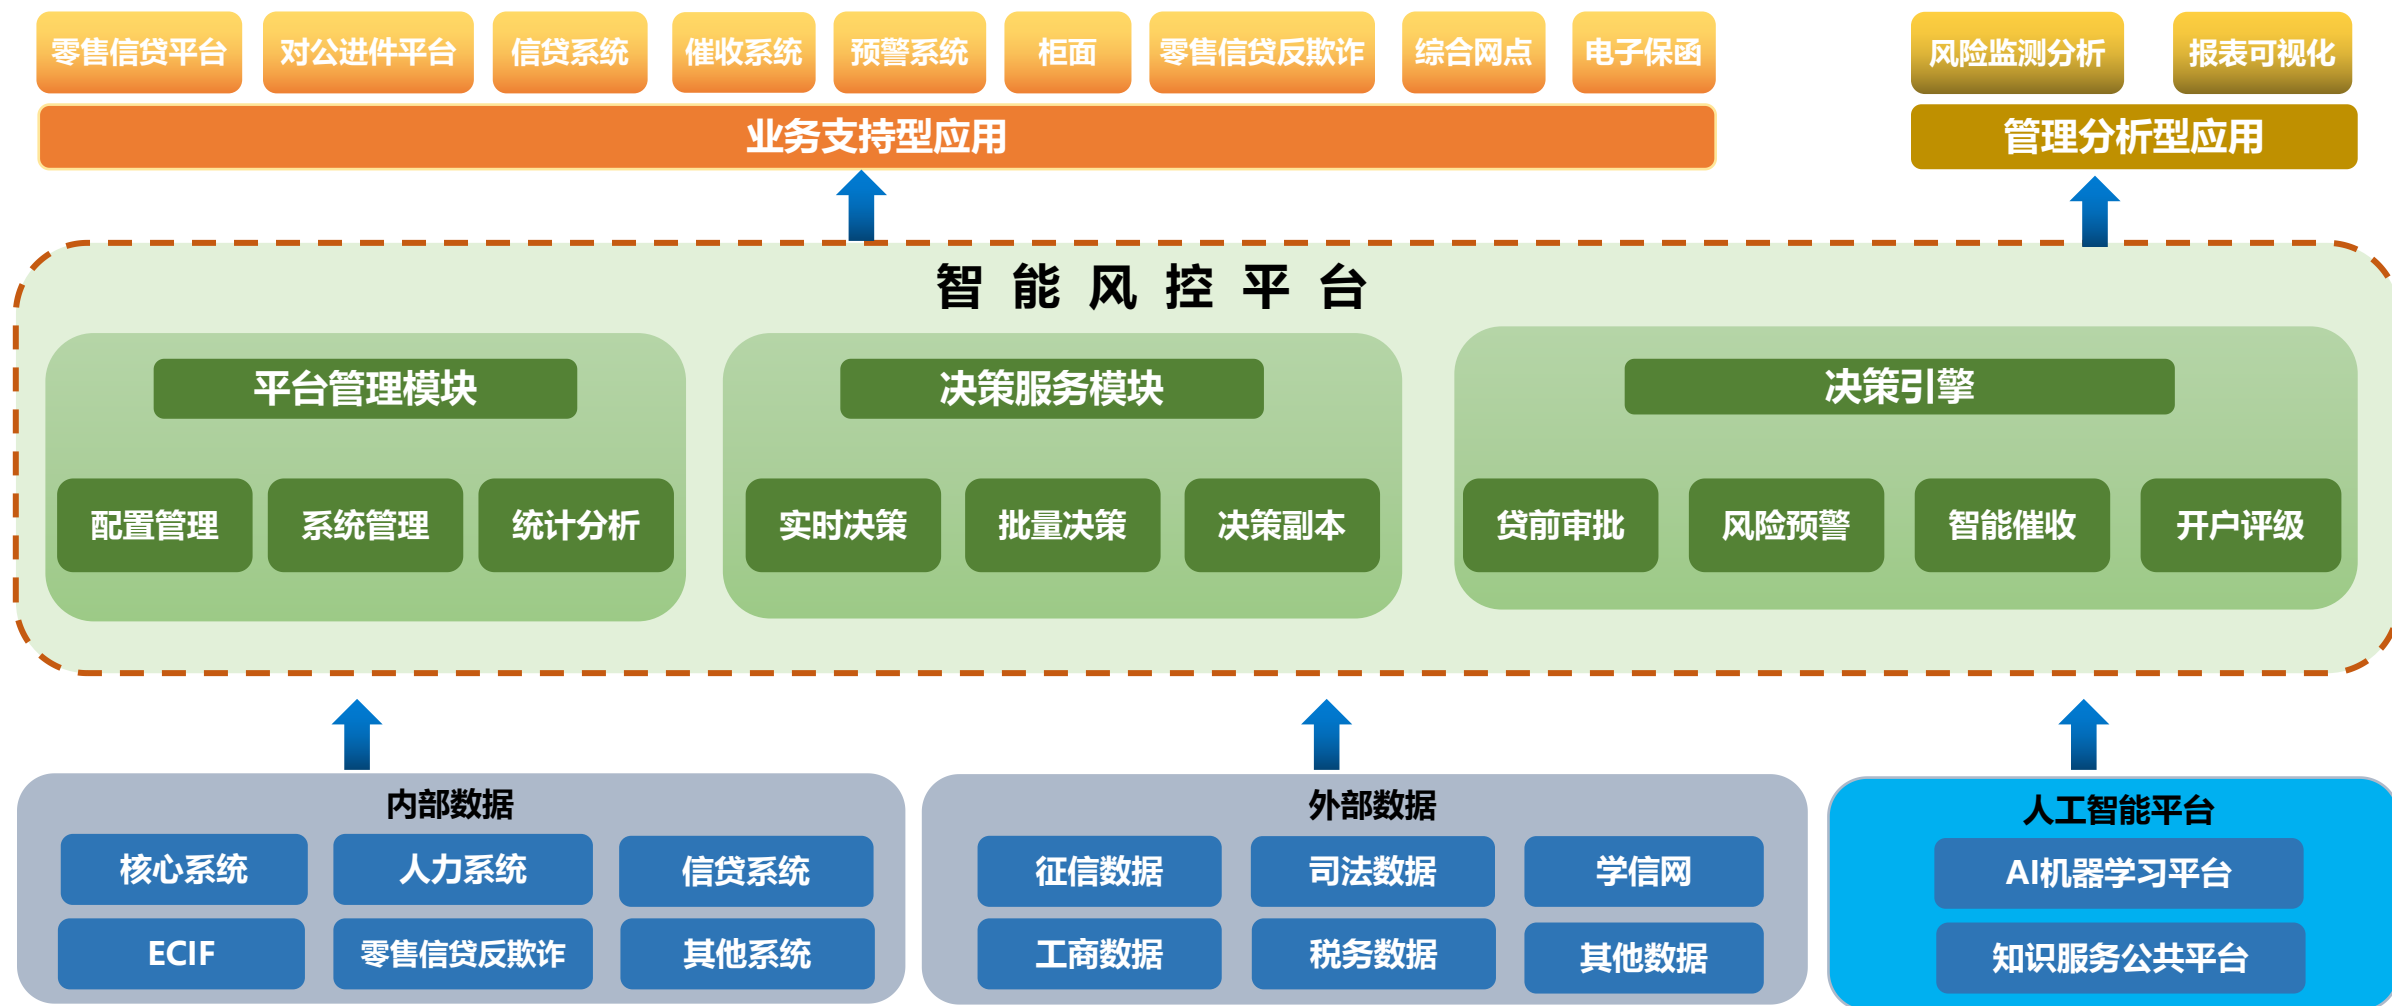 零售信贷平台
对公进件平台
信贷系统
催收系统
预警系统
柜面
零售信贷反欺诈
综合网点
电子保函
风险监测分析
报表可视化
业务支持型应用
管理分析型应用
智能风控平台
平台管理模块
决策服务模块
决策引擎
配置管理
系统管理
统计分析
实时决策
批量决策
决策副本
贷前审批
风险预警
智能催收
开户评级
内部数据
核心系统
人力系统
信贷系统
ECIF
零售信贷反欺诈
其他系统
外部数据
征信数据
司法数据
学信网
工商数据
税务数据
其他数据
人工智能平台
AI机器学习平台
知识服务公共平台